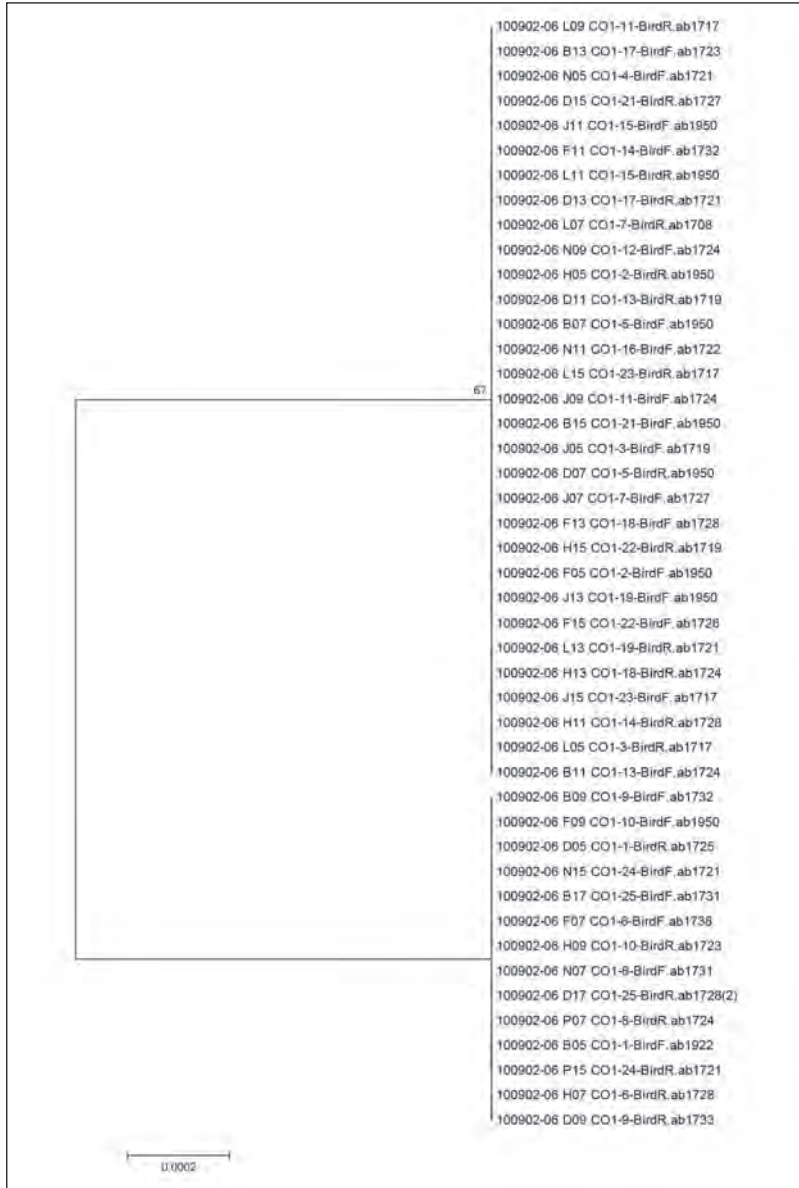 100902-06 L09 CO1-11-BirdR.ab1717
100902-06 B13 CO1-17-BirdF.ab1723
100902-06 N05 CO1-4-BirdF.ab1721
100902-06 D15 CO1-21-BirdR.ab1727
100902-06 J11 CO1-15-BirdF.ab1950
100902-06 F11 CO1-14-BirdF.ab1732
100902-06 L11 CO1-15-BirdR.ab1950
100902-06 D13 CO1-17-BirdR.ab1721
100902-06 L07 CO1-7-BirdR.ab1708
100902-06 N09 CO1-12-BirdF.ab1724
100902-06 H05 CO1-2-BirdR.ab1950
100902-06 D11 CO1-13-BirdR.ab1719
100902-06 B07 CO1-5-BirdF.ab1950
100902-06 N11 CO1-16-BirdF.ab1722
100902-06 L15 CO1-23-BirdR.ab1717
67
100902-06 J09 CO1-11-BirdF.ab1724
100902-06 B15 CO1-21-BirdF.ab1950
100902-06 J05 CO1-3-BirdF.ab1719
100902-06 D07 CO1-5-BirdR.ab1950
100902-06 J07 CO1-7-BirdF.ab1727
100902-06 F13 CO1-18-BirdF.ab1728
100902-06 H15 CO1-22-BirdR.ab1719
100902-06 F05 CO1-2-BirdF.ab1950
100902-06 J13 CO1-19-BirdF.ab1950
100902-06 F15 CO1-22-BirdF.ab1726
100902-06 L13 CO1-19-BirdR.ab1721
100902-06 H13 CO1-18-BirdR.ab1724
100902-06 J15 CO1-23-BirdF.ab1717
100902-06 H11 CO1-14-BirdR.ab1728
100902-06 L05 CO1-3-BirdR.ab1717
100902-06 B11 CO1-13-BirdF.ab1724
100902-06 B09 CO1-9-BirdF.ab1732
100902-06 F09 CO1-10-BirdF.ab1950
100902-06 D05 CO1-1-BirdR.ab1725
100902-06 N15 CO1-24-BirdF.ab1721
100902-06 B17 CO1-25-BirdF.ab1731
100902-06 F07 CO1-6-BirdF.ab1738
100902-06 H09 CO1-10-BirdR.ab1723
100902-06 N07 CO1-8-BirdF.ab1731
100902-06 D17 CO1-25-BirdR.ab1728(2)
100902-06 P07 CO1-8-BirdR.ab1724
100902-06 B05 CO1-1-BirdF.ab1922
100902-06 P15 CO1-24-BirdR.ab1721
100902-06 H07 CO1-6-BirdR.ab1728
100902-06 D09 CO1-9-BirdR.ab1733
0.0002